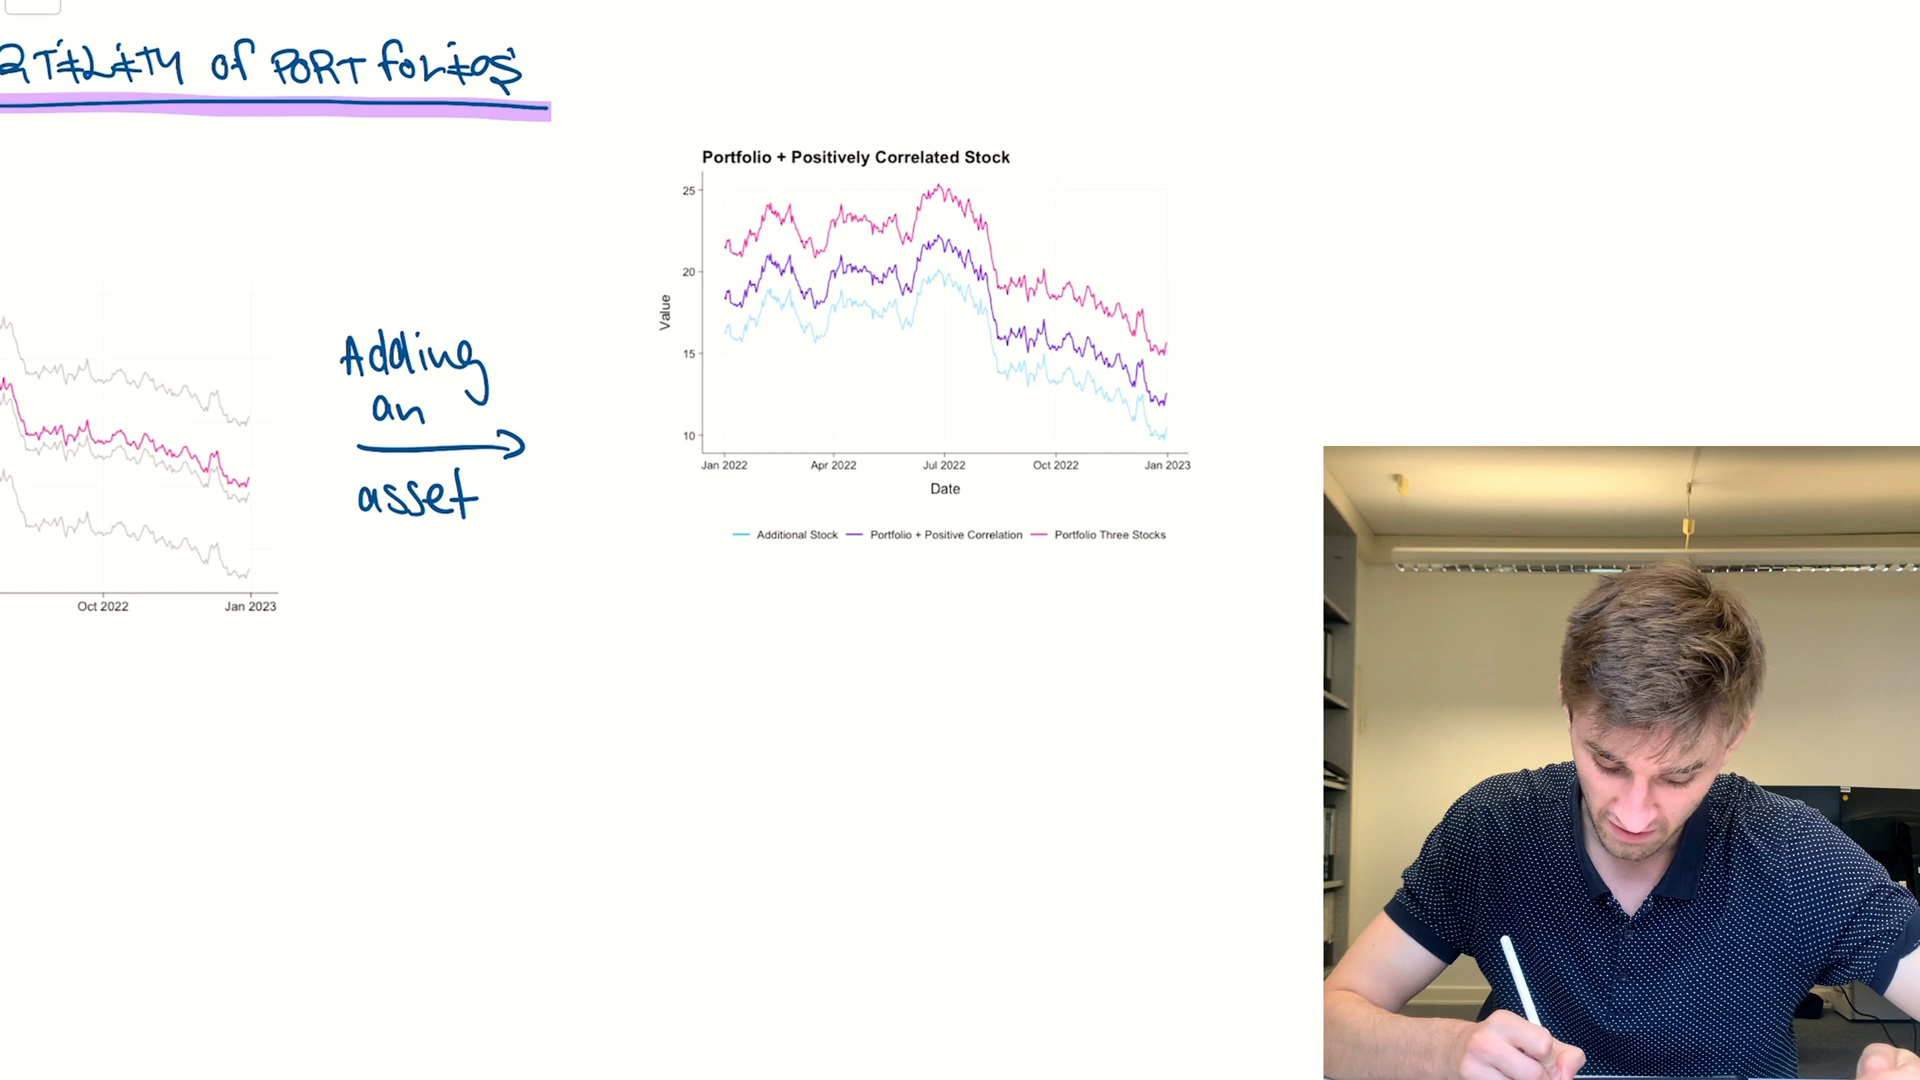 of PORTfoLioS
Portfolio + Positively Correlated Stock
25
20
15
10
Value
Jan 2022 Apr 2022 Jul 2022 Oct 2022 Jan 2023
Date
Additional Stock Portfolio + Positive Correlation Portfolio Three Stocks
Adding
an
asset
Oct 2022 Jan 2023